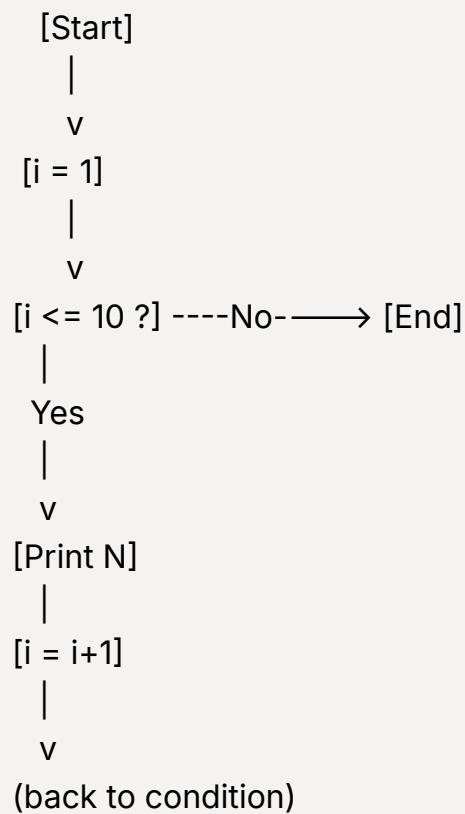 [Start]
|
v
[i = 1]
|
v
[i <= 10 ?] ----No-----> [End]
|
Yes
|
v
[Print N]
|
[i = i+1]
|
v
(back to condition)